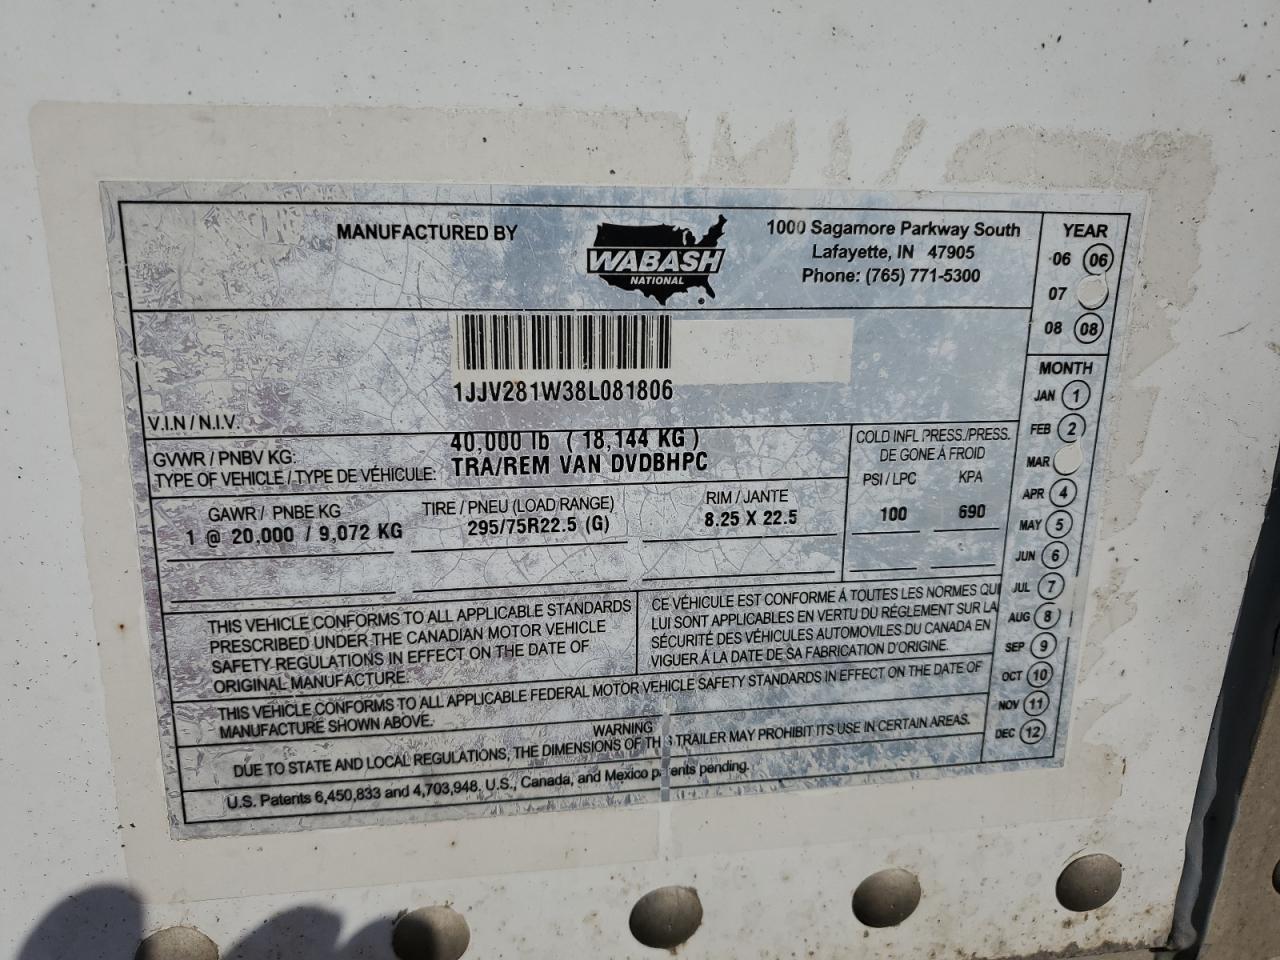 MANUFACTURED BY
WABASH
NATIONAL
®
1000 Sagamore Parkway South
Lafayette, IN 47905
Phone: (765) 771-5300
YEAR
06 06
07
08 08
1JJV281W38L081806
V.I.N / N.I.V.
GVWR / PNBV KG: 40,000 lb ( 18,144 KG )
TYPE OF VEHICLE / TYPE DE VÉHICULE: TRA/REM VAN DVDBHPC
GAWR / PNBE KG
1 @ 20,000 / 9,072 KG
TIRE / PNEU (LOAD RANGE)
295/75R22.5 (G)
RIM / JANTE
8.25 X 22.5
COLD INFL PRESS./PRESS.
DE GONE À FROID
PSI / LPC KPA
100 690
MONTH
JAN 1
FEB 2
MAR
APR 4
MAY 5
JUN 6
JUL 7
AUG 8
SEP 9
OCT 10
NOV 11
DEC 12
THIS VEHICLE CONFORMS TO ALL APPLICABLE STANDARDS
PRESCRIBED UNDER THE CANADIAN MOTOR VEHICLE
SAFETY REGULATIONS IN EFFECT ON THE DATE OF
ORIGINAL MANUFACTURE.
CE VÉHICULE EST CONFORME À TOUTES LES NORMES QUI
LUI SONT APPLICABLES EN VERTU DU RÉGLEMENT SUR LA
SÉCURITÉ DES VÉHICULES AUTOMOVILES DU CANADA EN
VIGUER À LA DATE DE SA FABRICATION D'ORIGINE.
THIS VEHICLE CONFORMS TO ALL APPLICABLE FEDERAL MOTOR VEHICLE SAFETY STANDARDS IN EFFECT ON THE DATE OF
MANUFACTURE SHOWN ABOVE.
WARNING
DUE TO STATE AND LOCAL REGULATIONS, THE DIMENSIONS OF THIS TRAILER MAY PROHIBIT ITS USE IN CERTAIN AREAS.
U.S. Patents 6,450,833 and 4,703,948. U.S., Canada, and Mexico patents pending.